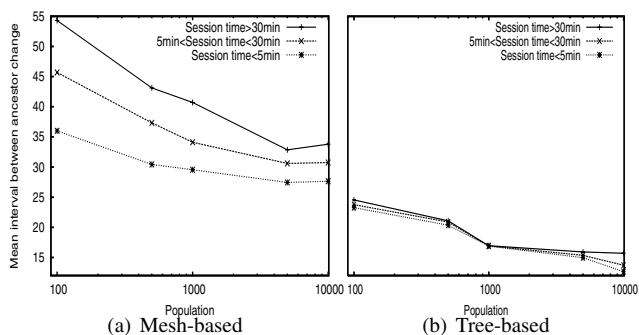 Mean interval between ancestor change
55
50
45
40
35
30
25
20
15
Session time>30min
5min<Session time<30min
Session time<5min
100
1000
10000
Population
(a) Mesh-based
Session time>30min
5min<Session time<30min
Session time<5min
100
1000
10000
Population
(b) Tree-based